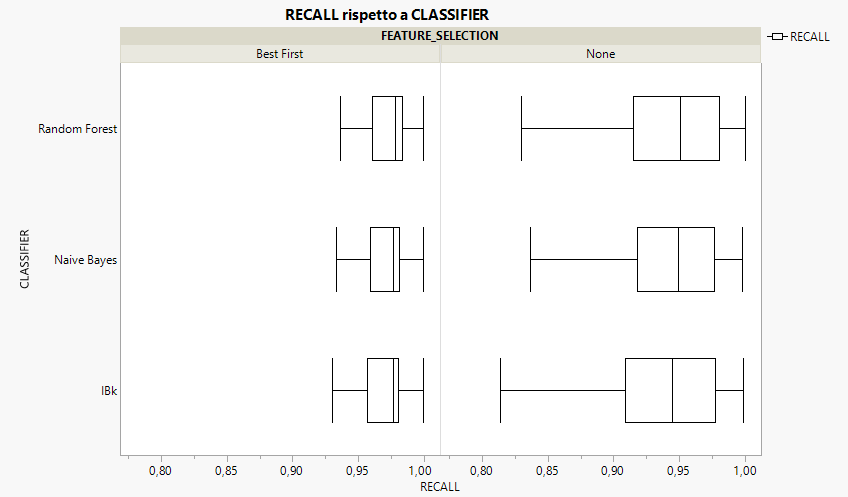 RECALL rispetto a CLASSIFIER
FEATURE_SELECTION
Best First
None
RECALL
Random Forest
Naive Bayes
IBk
CLASSIFIER
0,80 0,85 0,90 0,95 1,00
0,80 0,85 0,90 0,95 1,00
RECALL